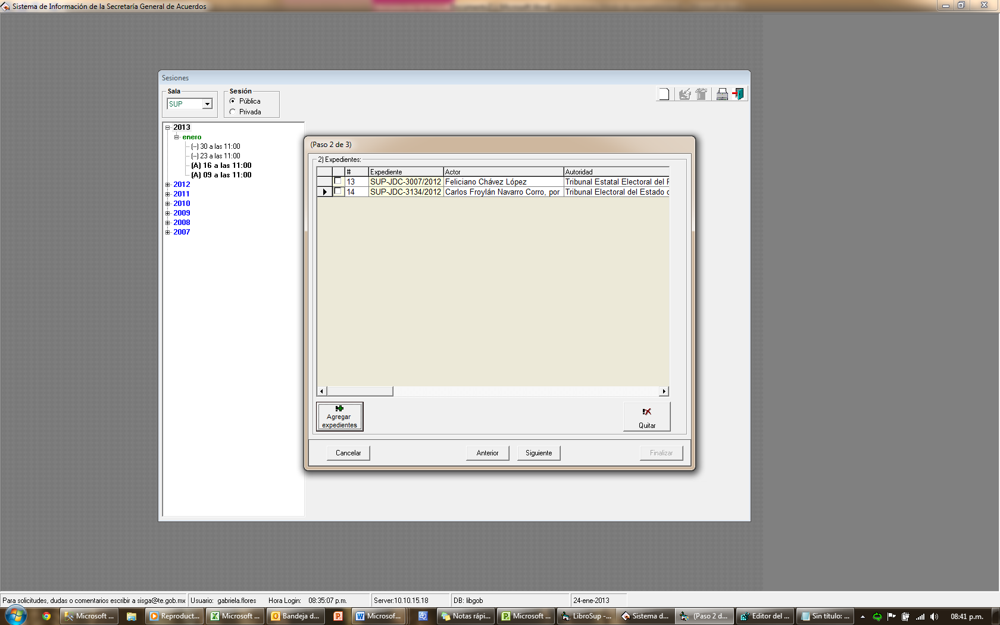 Sistema de Información de la Secretaría General de Acuerdos
Sesiones
Sala
SUP
Sesión
Pública
Privada
2013
enero
(--) 30 a las 11:00
(--) 23 a las 11:00
(A) 16 a las 11:00
(A) 09 a las 11:00
2012
2011
2010
2009
2008
2007
(Paso 2 de 3)
2) Expedientes:
# Expediente Actor Autoridad
13 SUP-JDC-3007/2012 Feliciano Chávez López Tribunal Estatal Electoral del
14 SUP-JDC-3134/2012 Carlos Froylán Navarro Corro, por Tribunal Electoral del Estado
Agregar
expedientes
Quitar
Cancelar Anterior Siguiente Finalizar
Para solicitudes, dudas o comentarios escribir a sisga@te.gob.mx Usuario: gabriela.flores Hora Login: 08:35:07 p.m. Server:10.10.15.18 DB: libgob 24-ene-2013
Microsoft ... Reproduct... Microsoft ... Bandeja d... Microsof... Notas rápi... Microsoft ... LibroSup -... Sistema d... (Paso 2 d... Editor del ... Sin título: ... 08:41 p.m.